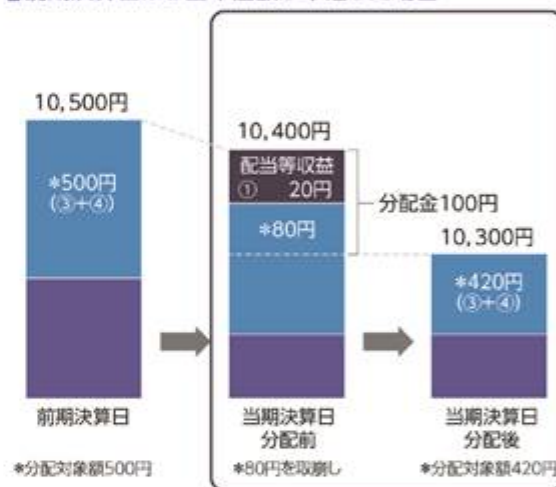 10,500円
*500円
(③+④)
前期決算日
*分配対象額500円
10,400円
配当等収益
① 20円
*80円
分配金100円
当期決算日
分配前
*80円を取崩し
10,300円
*420円
(③+④)
当期決算日
分配後
*分配対象額420円